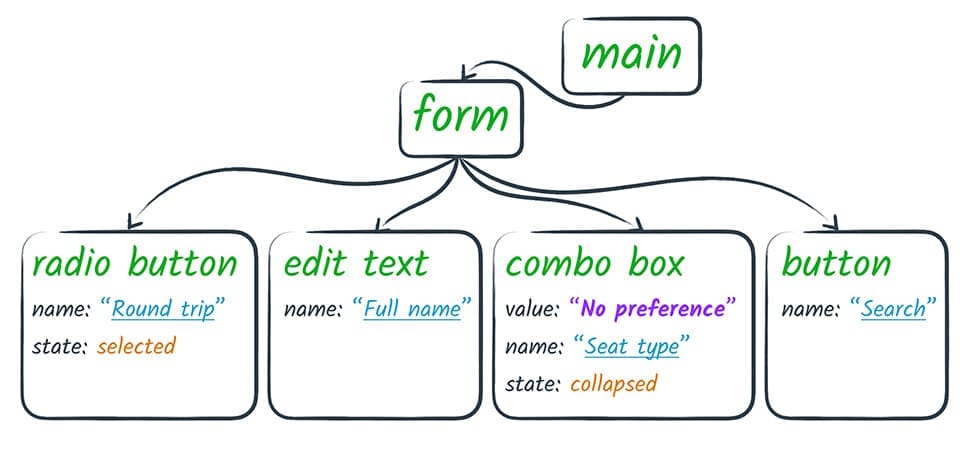 main
form
radio button
name: “Round trip”
state: selected
edit text
name: “Full name”
combo box
value: “No preference”
name: “Seat type”
state: collapsed
button
name: “Search”